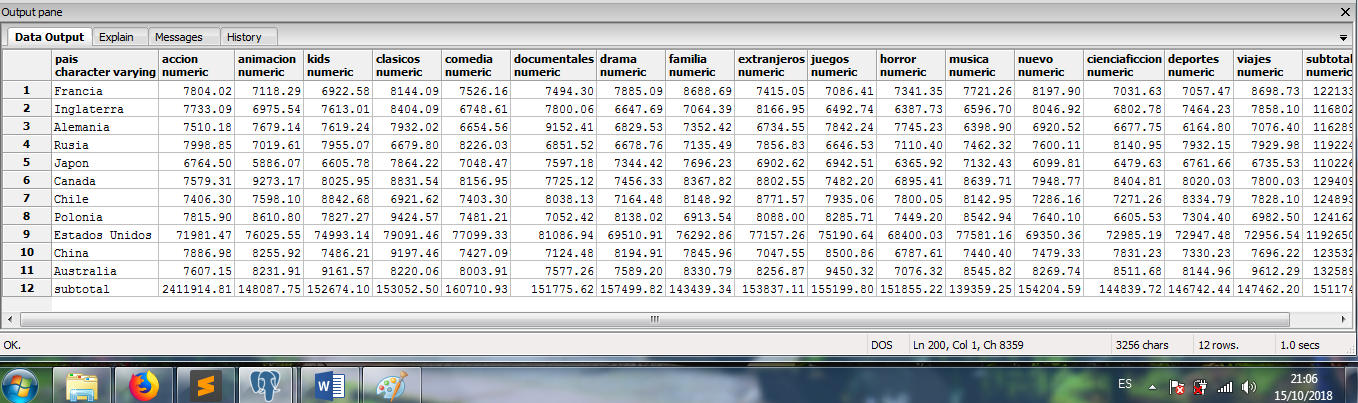 Output pane
Data Output Explain Messages History
pais accion animacion kids clasicos comedia documentales drama familia extranjeros juegos horror musica nuevo cienciaficcion deportes viajes subtotal
character varying numeric numeric numeric numeric numeric numeric numeric numeric numeric numeric numeric numeric numeric numeric numeric numeric numeric
1 Francia 7804.02 7118.29 6922.58 8144.09 7526.16 7494.30 7885.09 8688.69 7415.05 7086.41 7341.35 7721.26 8197.90 7031.63 7057.47 8698.73 122133
2 Inglaterra 7733.09 6975.54 7613.01 8404.09 6748.61 7800.06 6647.69 7064.39 8166.95 6492.74 6387.73 6596.70 8046.92 6802.78 7464.23 7858.10 116802
3 Alemania 7510.18 7679.14 7619.24 7932.02 6654.56 9152.41 6829.53 7352.42 6734.55 7842.24 7745.23 6398.90 6920.52 6677.75 6164.80 7076.40 116289
4 Rusia 7998.85 7019.61 7955.07 6679.80 8226.03 6851.52 6678.76 7135.49 7856.83 6646.53 7110.40 7462.32 7600.11 8140.95 7932.15 7929.98 119224
5 Japon 6764.50 5886.07 6605.78 7864.22 7048.47 7597.18 7344.42 7696.23 6902.62 6942.51 6365.92 7132.43 6099.81 6479.63 6761.66 6735.53 110226
6 Canada 7579.31 9273.17 8025.95 8831.54 8156.95 7725.12 7456.33 8367.82 8802.55 7482.20 6895.41 8639.71 7948.77 8404.81 8020.03 7800.03 129409
7 Chile 7406.30 7598.10 8842.68 6921.62 7403.30 8038.13 7164.48 8148.92 8771.57 7935.06 7800.05 8142.95 7286.16 7271.26 8334.79 7828.10 124893
8 Polonia 7815.90 8610.80 7827.27 9424.57 7481.21 7052.42 8138.02 6913.54 8088.00 8285.71 7449.20 8542.94 7640.10 6605.53 7304.40 6982.50 124162
9 Estados Unidos 71981.47 76025.55 74993.14 79091.46 77099.33 81086.94 69510.91 76292.86 77157.26 75190.64 68400.03 77581.16 69350.36 72985.19 72947.48 72956.54 1192650
10 China 7886.98 8255.92 7486.21 9197.46 7427.09 7124.48 8194.91 7845.96 7047.55 8500.86 6787.61 7440.40 7479.33 7831.23 7330.23 7696.22 123532
11 Australia 7607.15 8231.91 9161.57 8220.06 8003.91 7577.26 7589.20 8330.79 8256.87 9450.32 7076.32 8545.82 8269.74 8511.68 8144.96 9612.29 132589
12 subtotal 2411914.81 148087.75 152674.10 153052.50 160710.93 151775.62 157499.82 143439.34 153837.11 155199.80 151855.22 139359.25 154204.59 144839.72 146742.44 147462.20 151174
OK. DOS Ln 200, Col 1, Ch 8359 3256 chars 12 rows. 1.0 secs
ES 21:06
15/10/2018